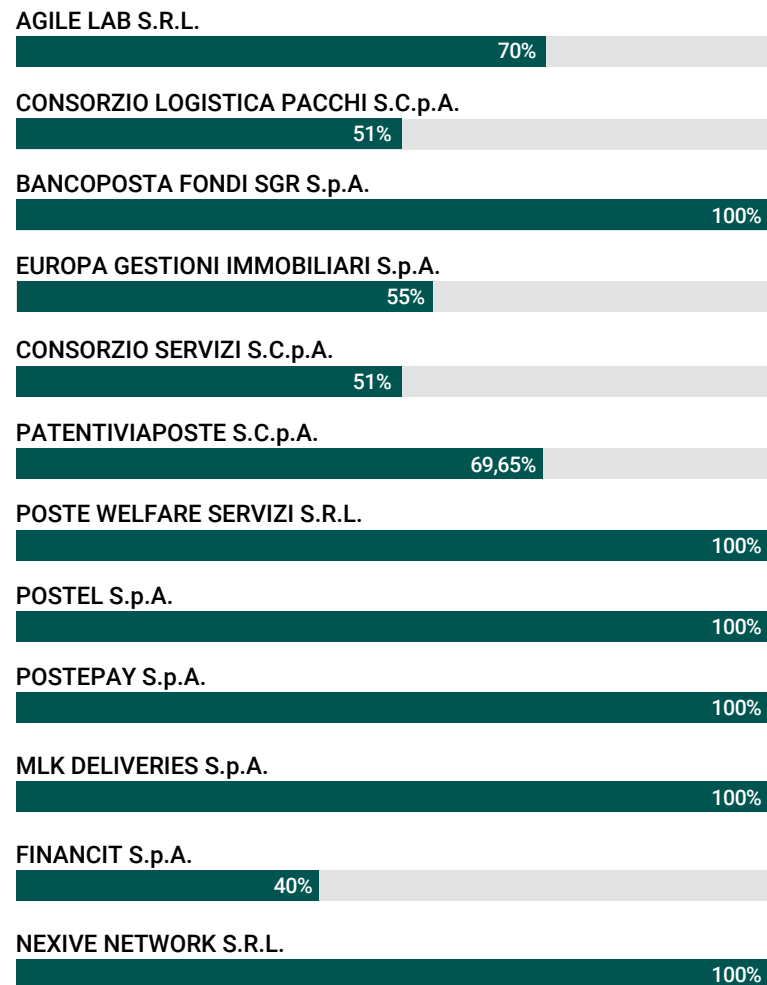 AGILE LAB S.R.L.
70%
CONSORZIO LOGISTICA PACCHI S.C.p.A.
51%
BANCOPOSTA FONDI SGR S.p.A.
100%
EUROPA GESTIONI IMMOBILIARI S.p.A.
55%
CONSORZIO SERVIZI S.C.p.A.
51%
PATENTIVIAPOSTE S.C.p.A.
69,65%
POSTE WELFARE SERVIZI S.R.L.
100%
POSTEL S.p.A.
100%
POSTEPAY S.p.A.
100%
MLK DELIVERIES S.p.A.
100%
FINANCIT S.p.A.
40%
NEXIVE NETWORK S.R.L.
100%